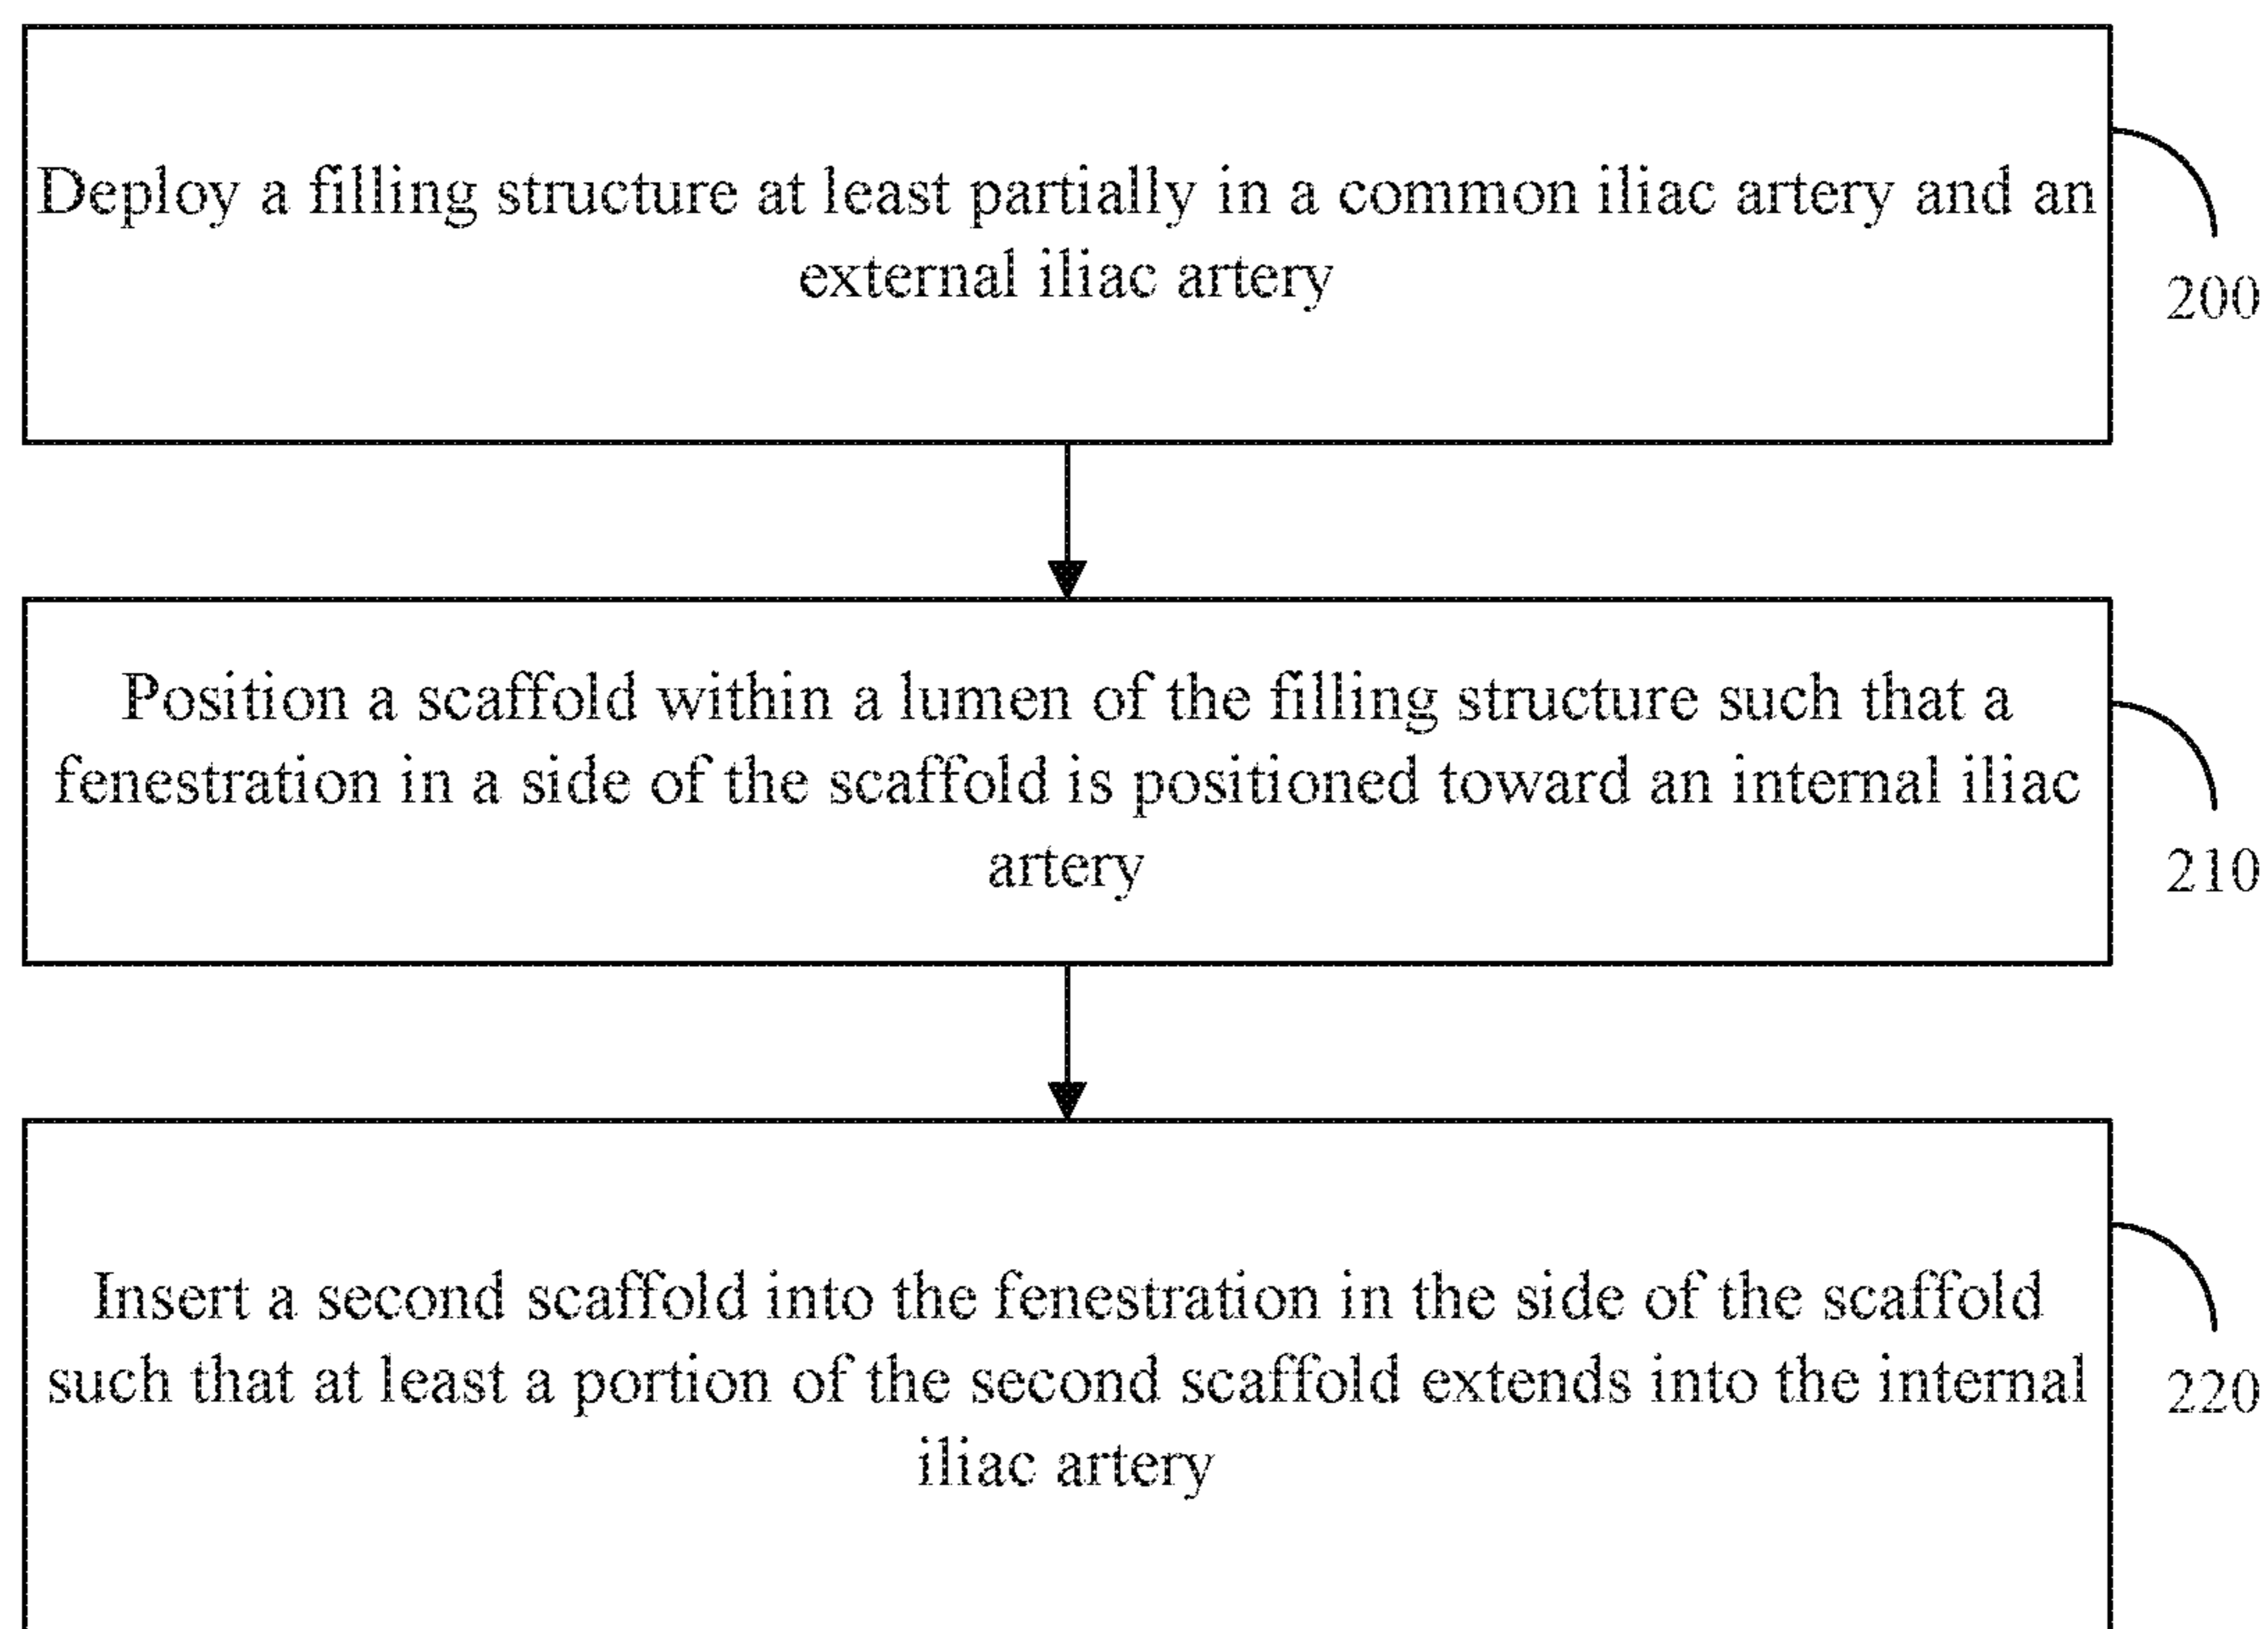 Deploy a filling structure at least partially in a common iliac artery and an
external iliac artery
200
Position a scaffold within a lumen of the filling structure such that a
fenestration in a side of the scaffold is positioned toward an internal iliac
artery
210
Insert a second scaffold into the fenestration in the side of the scaffold
such that at least a portion of the second scaffold extends into the internal
iliac artery
220